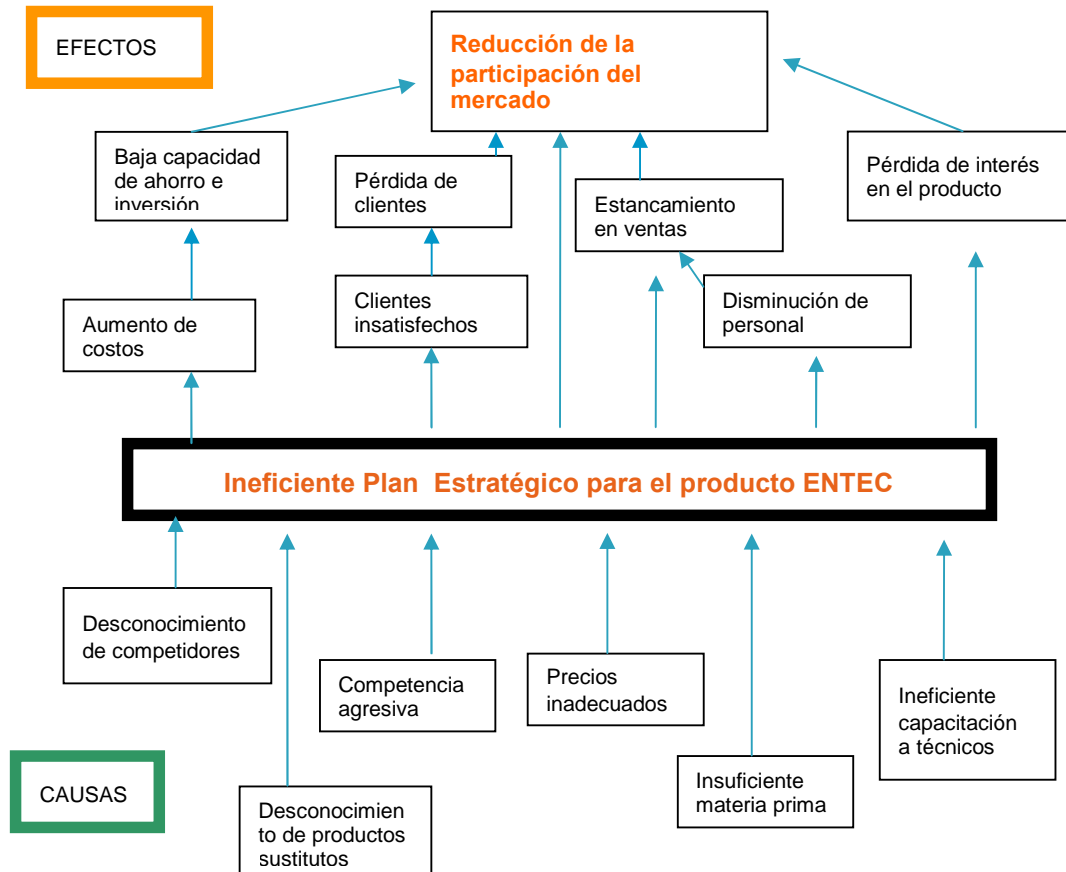 EFECTOS
Reducción de la
participación del
mercado
Baja capacidad
de ahorro e
inversión
Pérdida de
clientes
Estancamiento
en ventas
Pérdida de interés
en el producto
Aumento de
costos
Clientes
insatisfechos
Disminución de
personal
Ineficiente Plan  Estratégico para el producto ENTEC
Desconocimiento
de competidores
Competencia
agresiva
Precios
inadecuados
Ineficiente
capacitación
a técnicos
CAUSAS
Desconocimien
to de productos
sustitutos
Insuficiente
materia prima